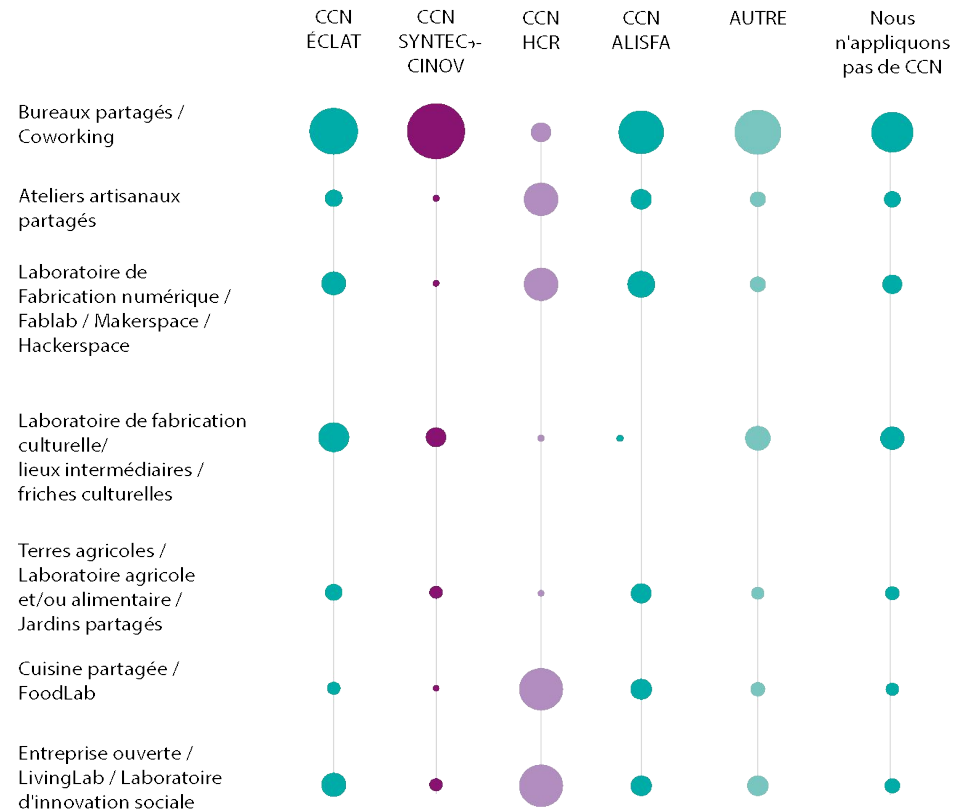 CCN
ÉCLAT
CCN
SYNTEC¬-
CINOV
CCN
HCR
CCN
ALISFA
AUTRE
Nous
n'appliquons
pas de CCN
Bureaux partagés /
Coworking
Ateliers artisanaux
partagés
Laboratoire de
Fabrication numérique /
Fablab / Makerspace /
Hackerspace
Laboratoire de fabrication
culturelle/
lieux intermédiaires /
friches culturelles
Terres agricoles /
Laboratoire agricole
et/ou alimentaire /
Jardins partagés
Cuisine partagée /
FoodLab
Entreprise ouverte /
LivingLab / Laboratoire
d'innovation sociale